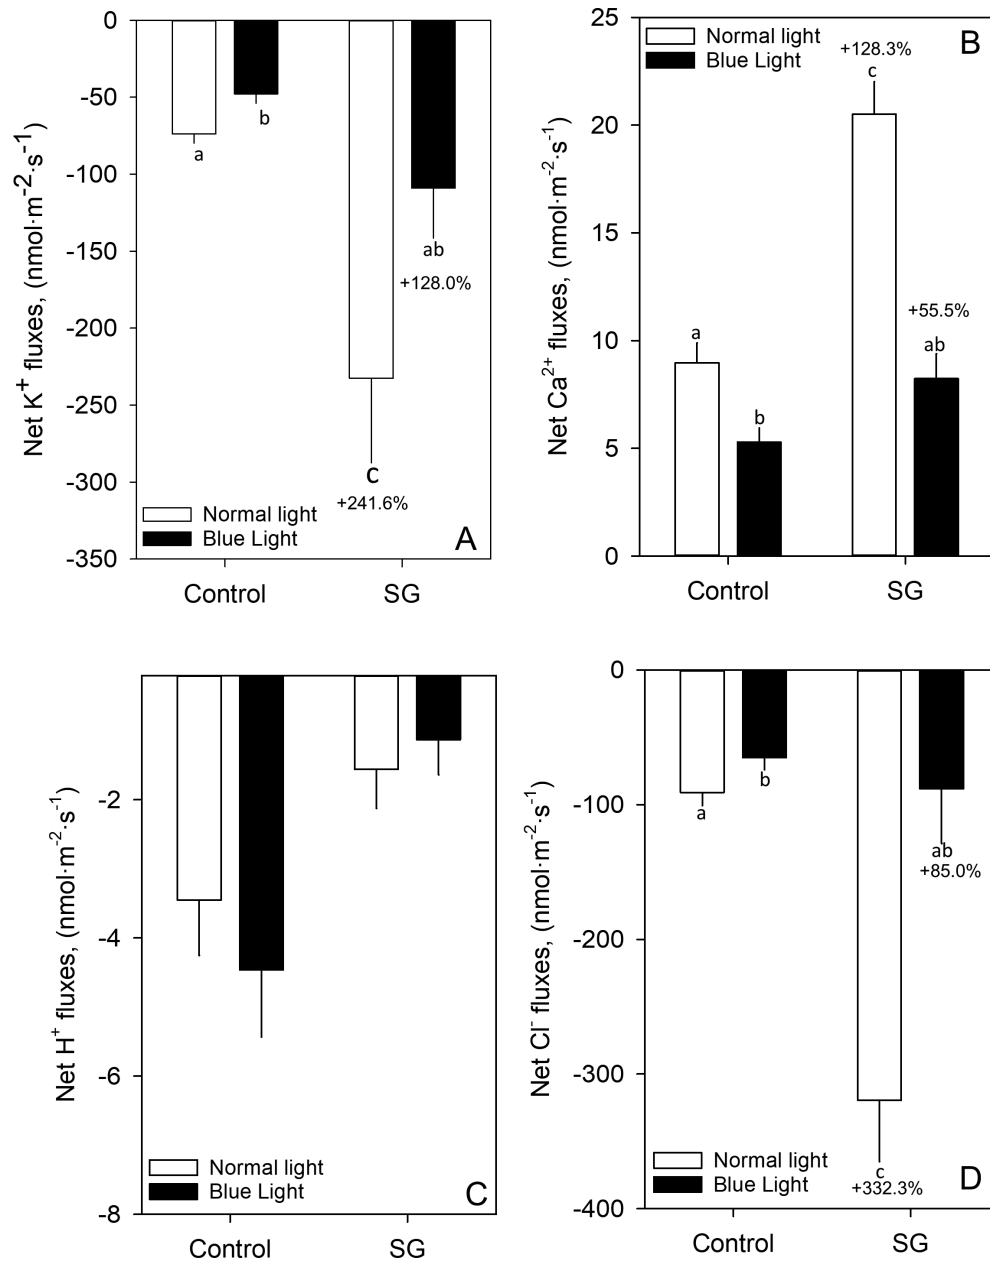 0
-50
-100
-150
-200
-250
-300
-350
Net K+ fluxes, (nmol·m-2·s-1)
a
b
c
+241.6%
ab
+128.0%
Normal light
Blue Light
A
Control
SG
25
20
15
10
5
0
Net Ca2+ fluxes, (nmol·m-2·s-1)
Normal light
Blue Light
B
+128.3%
c
+55.5%
ab
a
b
Control
SG
-2
-4
-6
-8
Net H+ fluxes, (nmol·m-2·s-1)
Normal light
Blue Light
C
Control
SG
0
-100
-200
-300
-400
Net Cl- fluxes, (nmol·m-2·s-1)
a
b
ab
+85.0%
c
+332.3%
Normal light
Blue Light
D
Control
SG